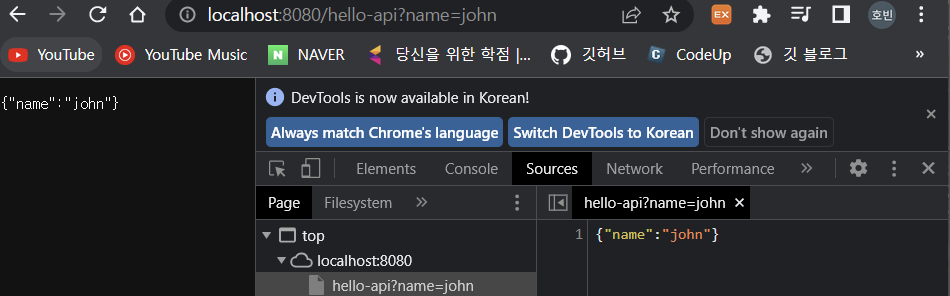 localhost:8080/hello-api?name=john
EX
호빈
YouTube
YouTube Music
N NAVER
당신을 위한 학점 |...
깃허브
C CodeUp
깃 블로그
»
{"name":"john"}
DevTools is now available in Korean!
Always match Chrome's language
Switch DevTools to Korean
Don't show again
Elements Console Sources Network Performance »
Page Filesystem »
hello-api?name=john
top
localhost:8080
hello-api?name=john
1 {"name":"john"}